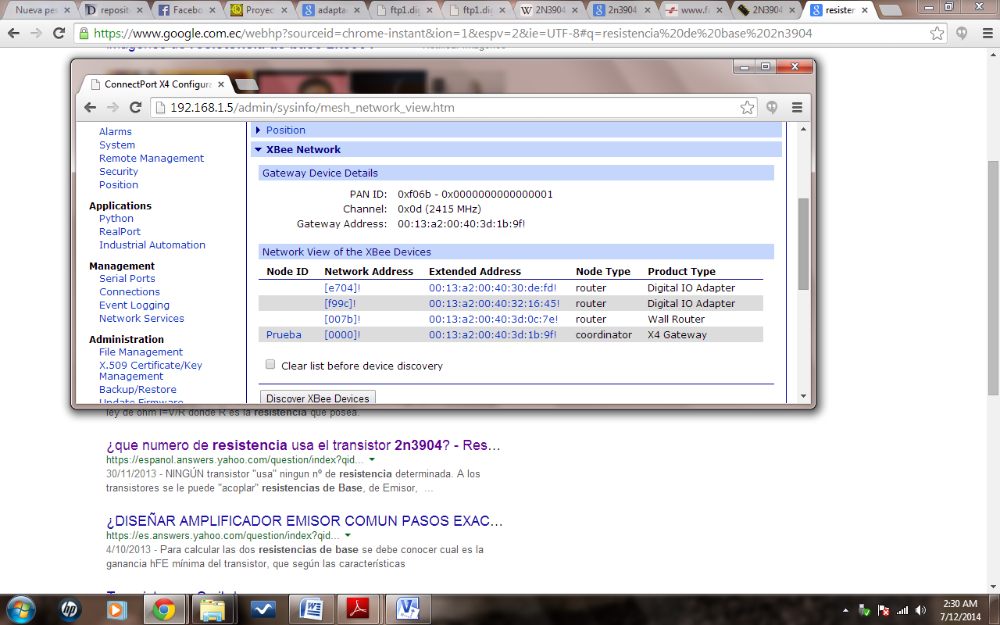 Nueva pes
reposit
Facebo
Proyec
adapta
ftp1.dig
ftp1.dig
2N3904
2n3904
www.fa
2N3904
resister
https://www.google.com.ec/webhp?sourceid=chrome-instant&ion=1&espv=2&ie=UTF-8#q=resistencia%20de%20base%202n3904
ConnectPort X4 Configura
192.168.1.5/admin/sysinfo/mesh_network_view.htm
Alarms
System
Remote Management
Security
Position
Applications
Python
RealPort
Industrial Automation
Management
Serial Ports
Connections
Event Logging
Network Services
Administration
File Management
X.509 Certificate/Key
Management
Backup/Restore
Update Firmware
Position
XBee Network
Gateway Device Details
PAN ID: 0xf06b - 0x0000000000000001
Channel: 0x0d (2415 MHz)
Gateway Address: 00:13:a2:00:40:3d:1b:9f!
Network View of the XBee Devices
Node ID Network Address Extended Address Node Type Product Type
[e704]! 00:13:a2:00:40:30:de:fd! router Digital IO Adapter
[f99c]! 00:13:a2:00:40:32:16:45! router Digital IO Adapter
[007b]! 00:13:a2:00:40:3d:0c:7e! router Wall Router
Prueba [0000]! 00:13:a2:00:40:3d:1b:9f! coordinator X4 Gateway
Clear list before device discovery
Discover XBee Devices
ley de ohm I=V/R donde R es la resistencia que posea.
¿que numero de resistencia usa el transistor 2n3904? - Res...
https://espanol.answers.yahoo.com/question/index?qid...
30/11/2013 - NINGÚN transistor "usa" ningun nº de resistencia determinada. A los
transistores se le puede "acoplar" resistencias de Base, de Emisor, ...
¿DISEÑAR AMPLIFICADOR EMISOR COMUN PASOS EXAC...
https://es.answers.yahoo.com/question/index?qid...
4/10/2013 - Para calcular las dos resistencias de base se debe conocer cual es la
ganancia hFE mínima del transistor, que según las características
2:30 AM
7/12/2014